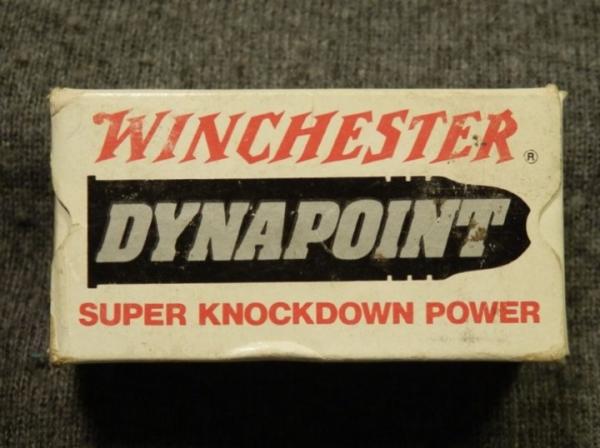 WINCHESTER ®
DYNAPOINT
SUPER KNOCKDOWN POWER